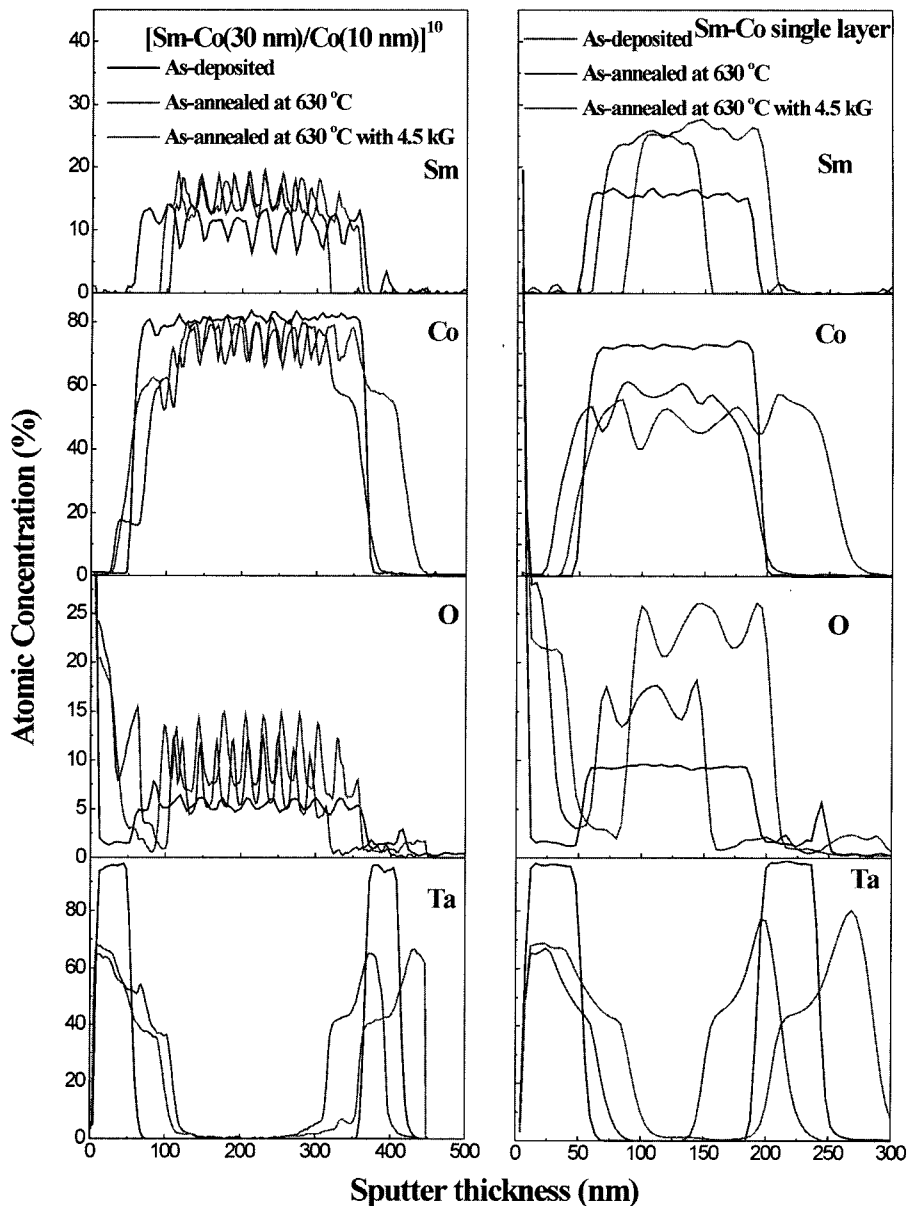 [Sm-Co(30 nm)/Co(10 nm)]10
As-deposited
As-annealed at 630 °C
As-annealed at 630 °C with 4.5 kG
Sm
40
30
20
10
0
Co
80
60
40
20
0
O
25
20
15
10
5
0
Ta
80
60
40
20
0
0 100 200 300 400 500
Sm-Co single layer
As-deposited
As-annealed at 630 °C
As-annealed at 630 °C with 4.5 kG
Sm
Co
O
Ta
0 50 100 150 200 250 300
Atomic Concentration (%)
Sputter thickness (nm)